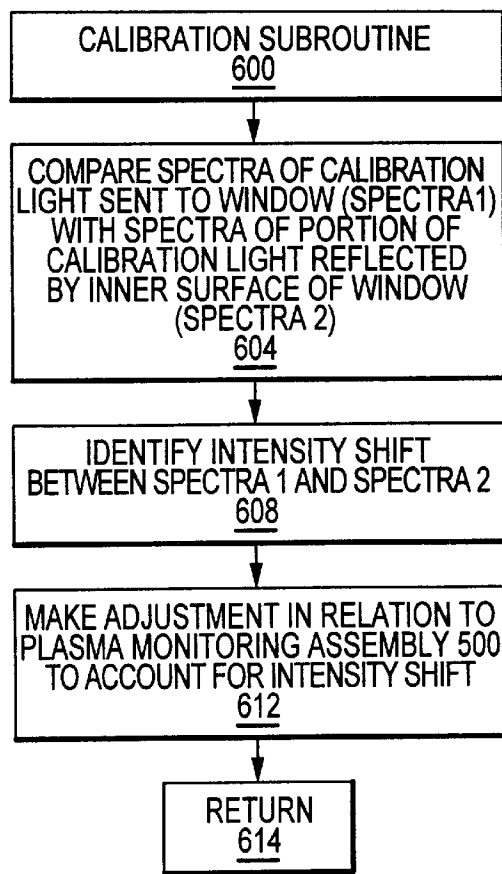 CALIBRATION SUBROUTINE
600
COMPARE SPECTRA OF CALIBRATION
LIGHT SENT TO WINDOW (SPECTRA1)
WITH SPECTRA OF PORTION OF
CALIBRATION LIGHT REFLECTED
BY INNER SURFACE OF WINDOW
(SPECTRA 2)
604
IDENTIFY INTENSITY SHIFT
BETWEEN SPECTRA 1 AND SPECTRA 2
608
MAKE ADJUSTMENT IN RELATION TO
PLASMA MONITORING ASSEMBLY 500
TO ACCOUNT FOR INTENSITY SHIFT
612
RETURN
614